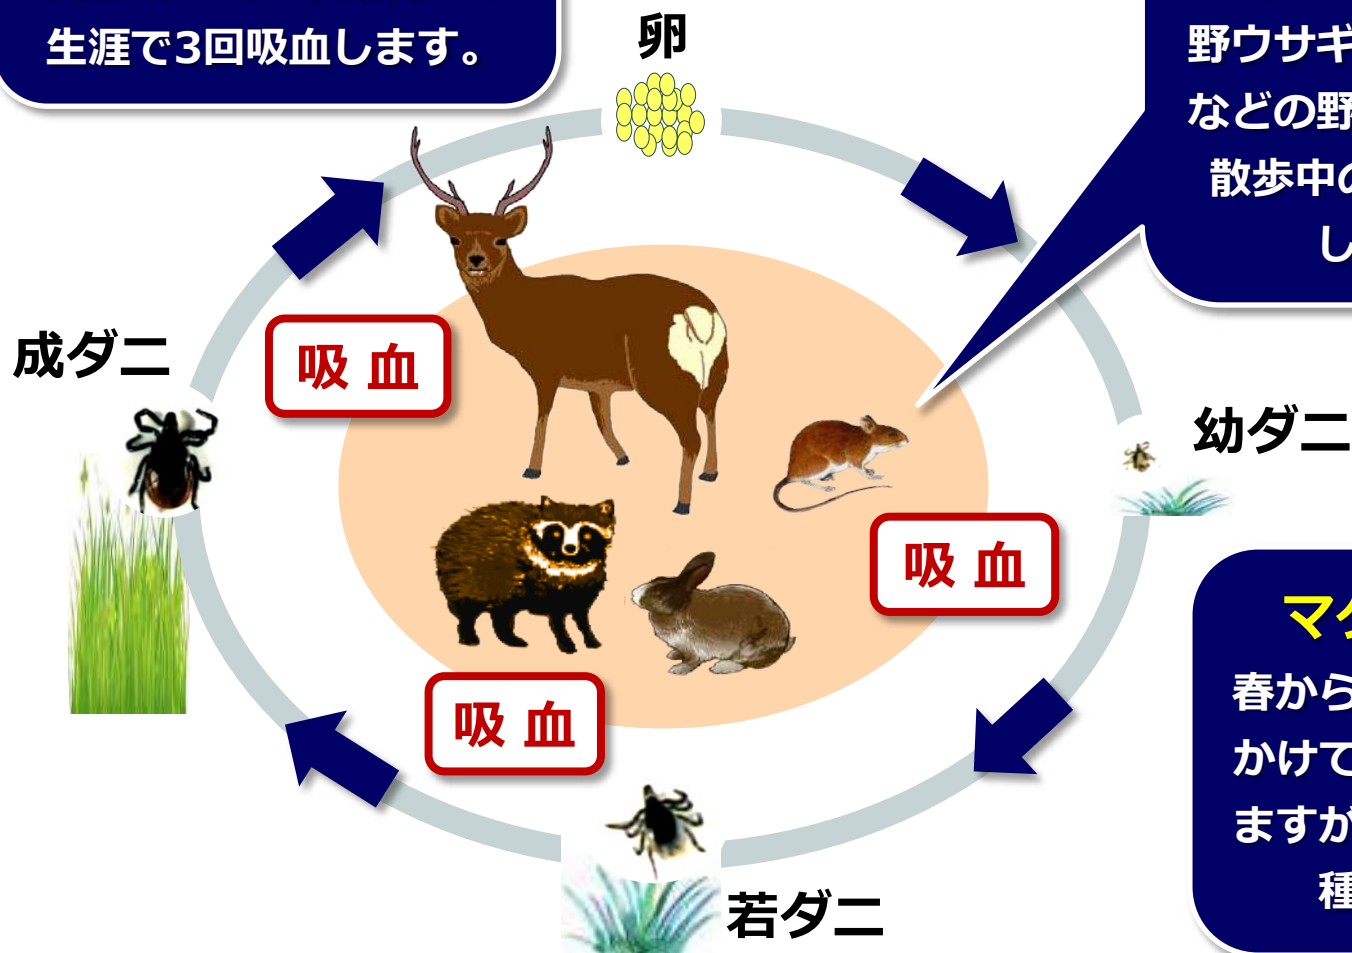 生涯で3回吸血します。
卵
野ウサギ
などの野
散歩中の
し
吸 血
成ダニ
幼ダニ
吸 血
マダ
春から
かけて
ますが
種
吸 血
若ダニ